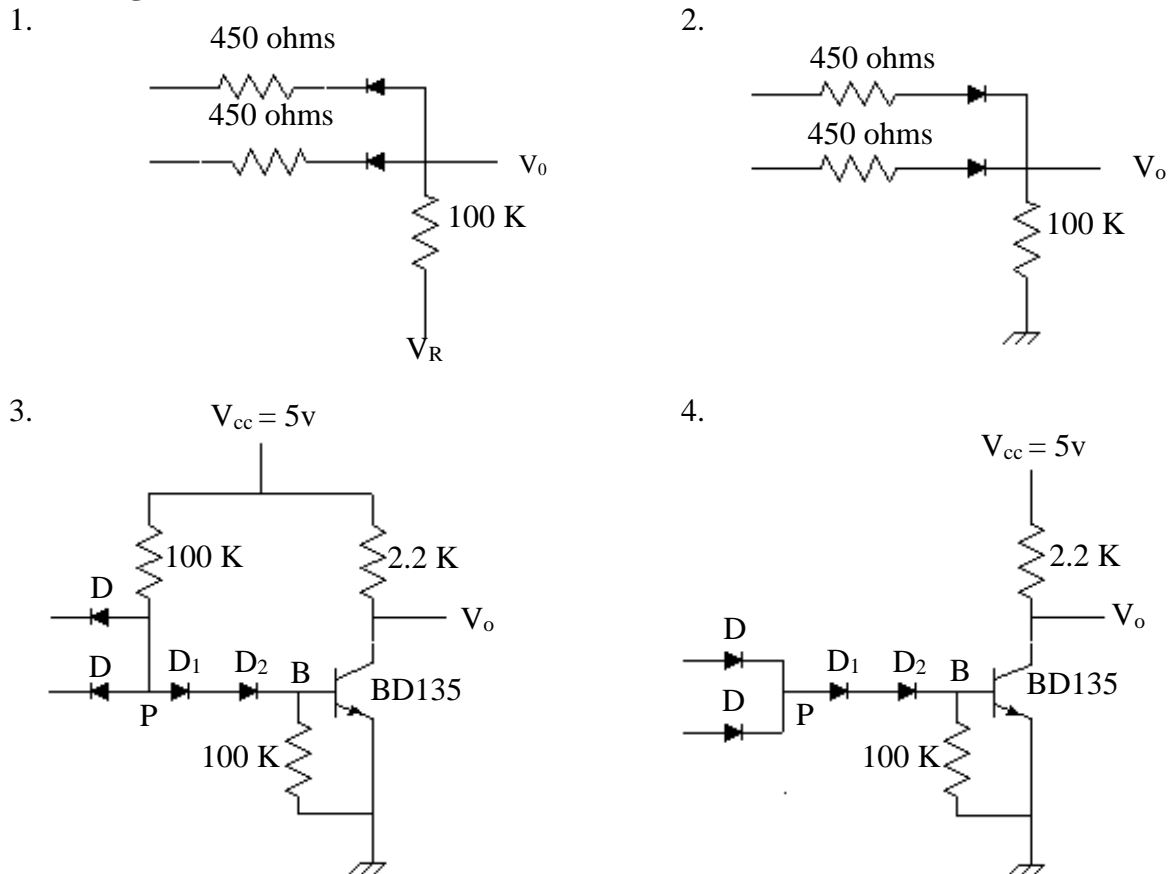 1.
450 ohms
450 ohms
V0
100 K
VR
2.
450 ohms
450 ohms
Vo
100 K
3.
Vcc = 5v
100 K
2.2 K
D
Vo
D
D1
D2
B
BD135
P
100 K
4.
Vcc = 5v
2.2 K
Vo
D
D1
D2
B
BD135
D
P
100 K